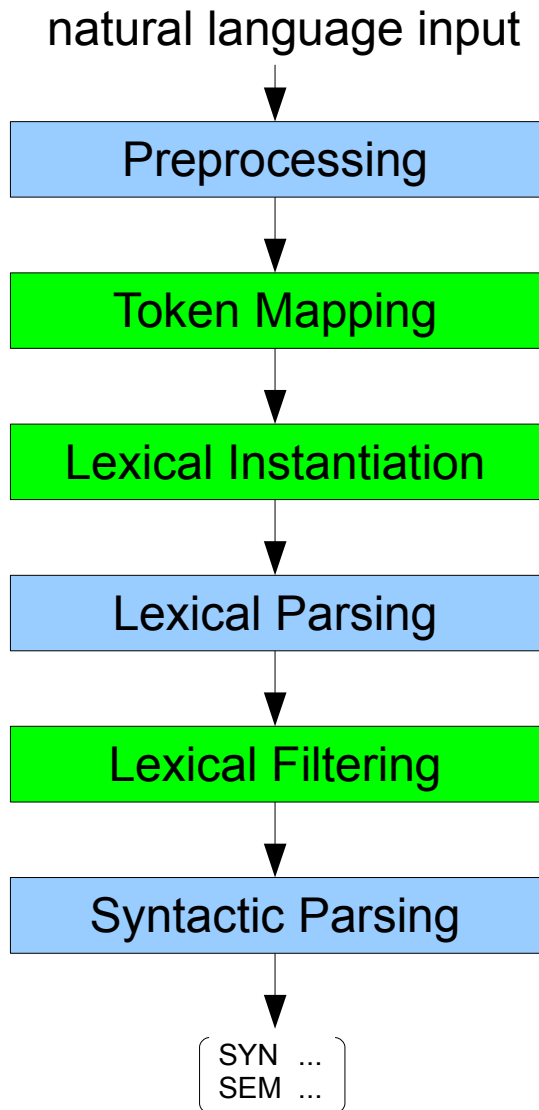 natural language input
Preprocessing
Token Mapping
Lexical Instantiation
Lexical Parsing
Lexical Filtering
Syntactic Parsing
SYN ...
SEM ...